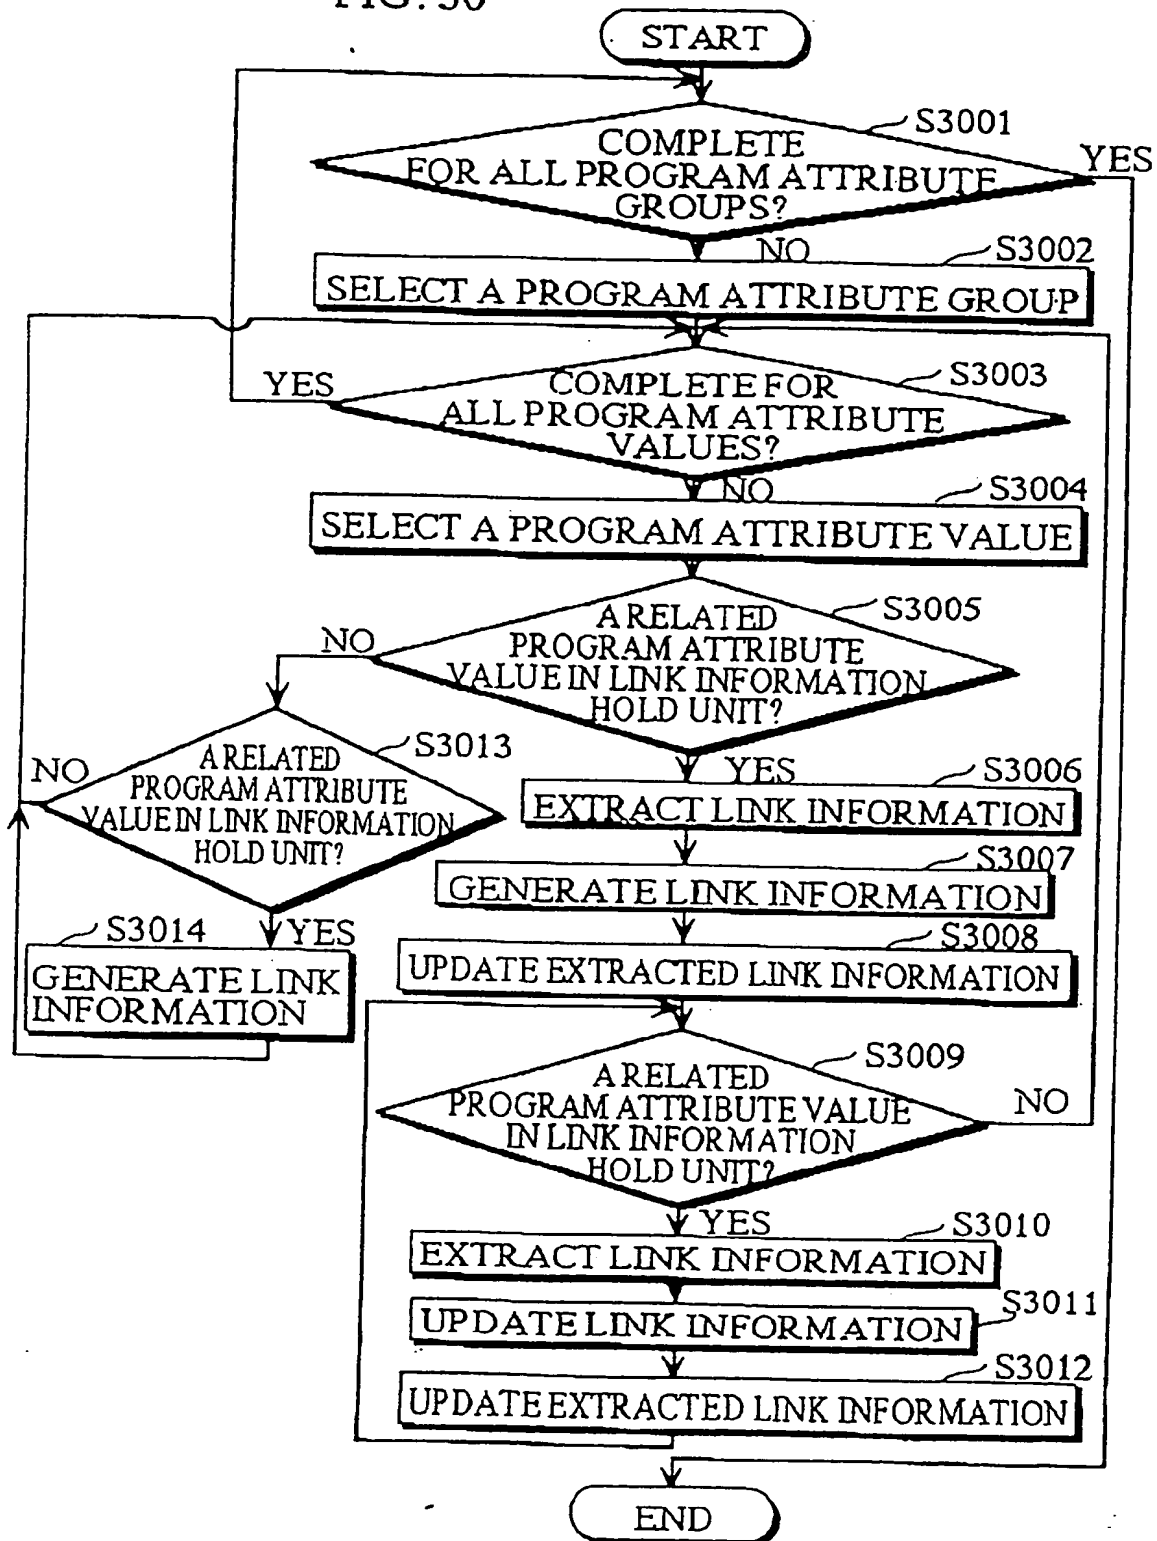 FIG. 30
START
S3001
COMPLETE
FOR ALL PROGRAM ATTRIBUTE
GROUPS?
YES
NO
S3002
SELECT A PROGRAM ATTRIBUTE GROUP
S3003
YES
COMPLETE FOR
ALL PROGRAM ATTRIBUTE
VALUES?
NO
S3004
SELECT A PROGRAM ATTRIBUTE VALUE
S3005
NO
A RELATED
PROGRAM ATTRIBUTE
VALUE IN LINK INFORMATION
HOLD UNIT?
YES
S3013
NO
A RELATED
PROGRAM ATTRIBUTE
VALUE IN LINK INFORMATION
HOLD UNIT?
YES
S3014
GENERATE LINK
INFORMATION
S3006
EXTRACT LINK INFORMATION
S3007
GENERATE LINK INFORMATION
S3008
UPDATE EXTRACTED LINK INFORMATION
S3009
A RELATED
PROGRAM ATTRIBUTE VALUE
IN LINK INFORMATION
HOLD UNIT?
NO
YES
S3010
EXTRACT LINK INFORMATION
S3011
UPDATE LINK INFORMATION
S3012
UPDATE EXTRACTED LINK INFORMATION
END